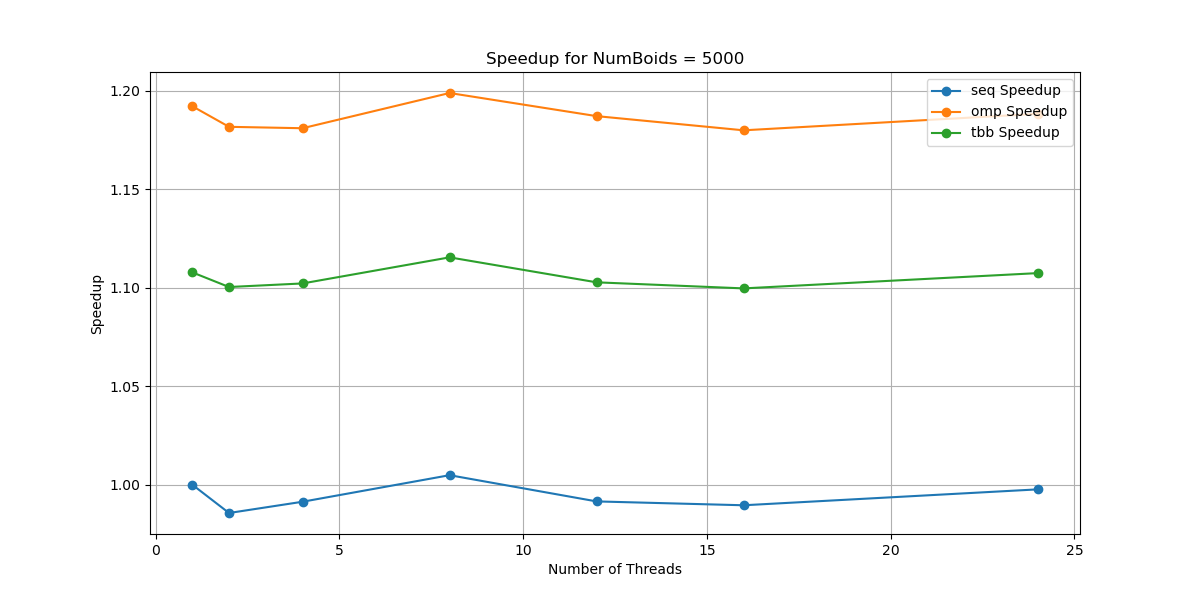 Speedup for NumBoids = 5000
seq Speedup
omp Speedup
tbb Speedup
1.20
1.15
1.10
1.05
1.00
Speedup
0 5 10 15 20 25
Number of Threads